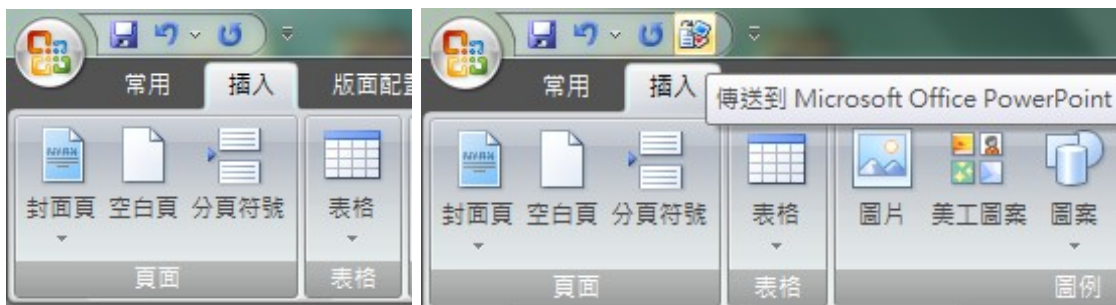 常用 插入 版面配置
封面頁 空白頁 分頁符號 表格
頁面 表格
常用 插入
傳送到 Microsoft Office PowerPoint
封面頁 空白頁 分頁符號 表格 圖片 美工圖案 圖案
頁面 表格 圖例